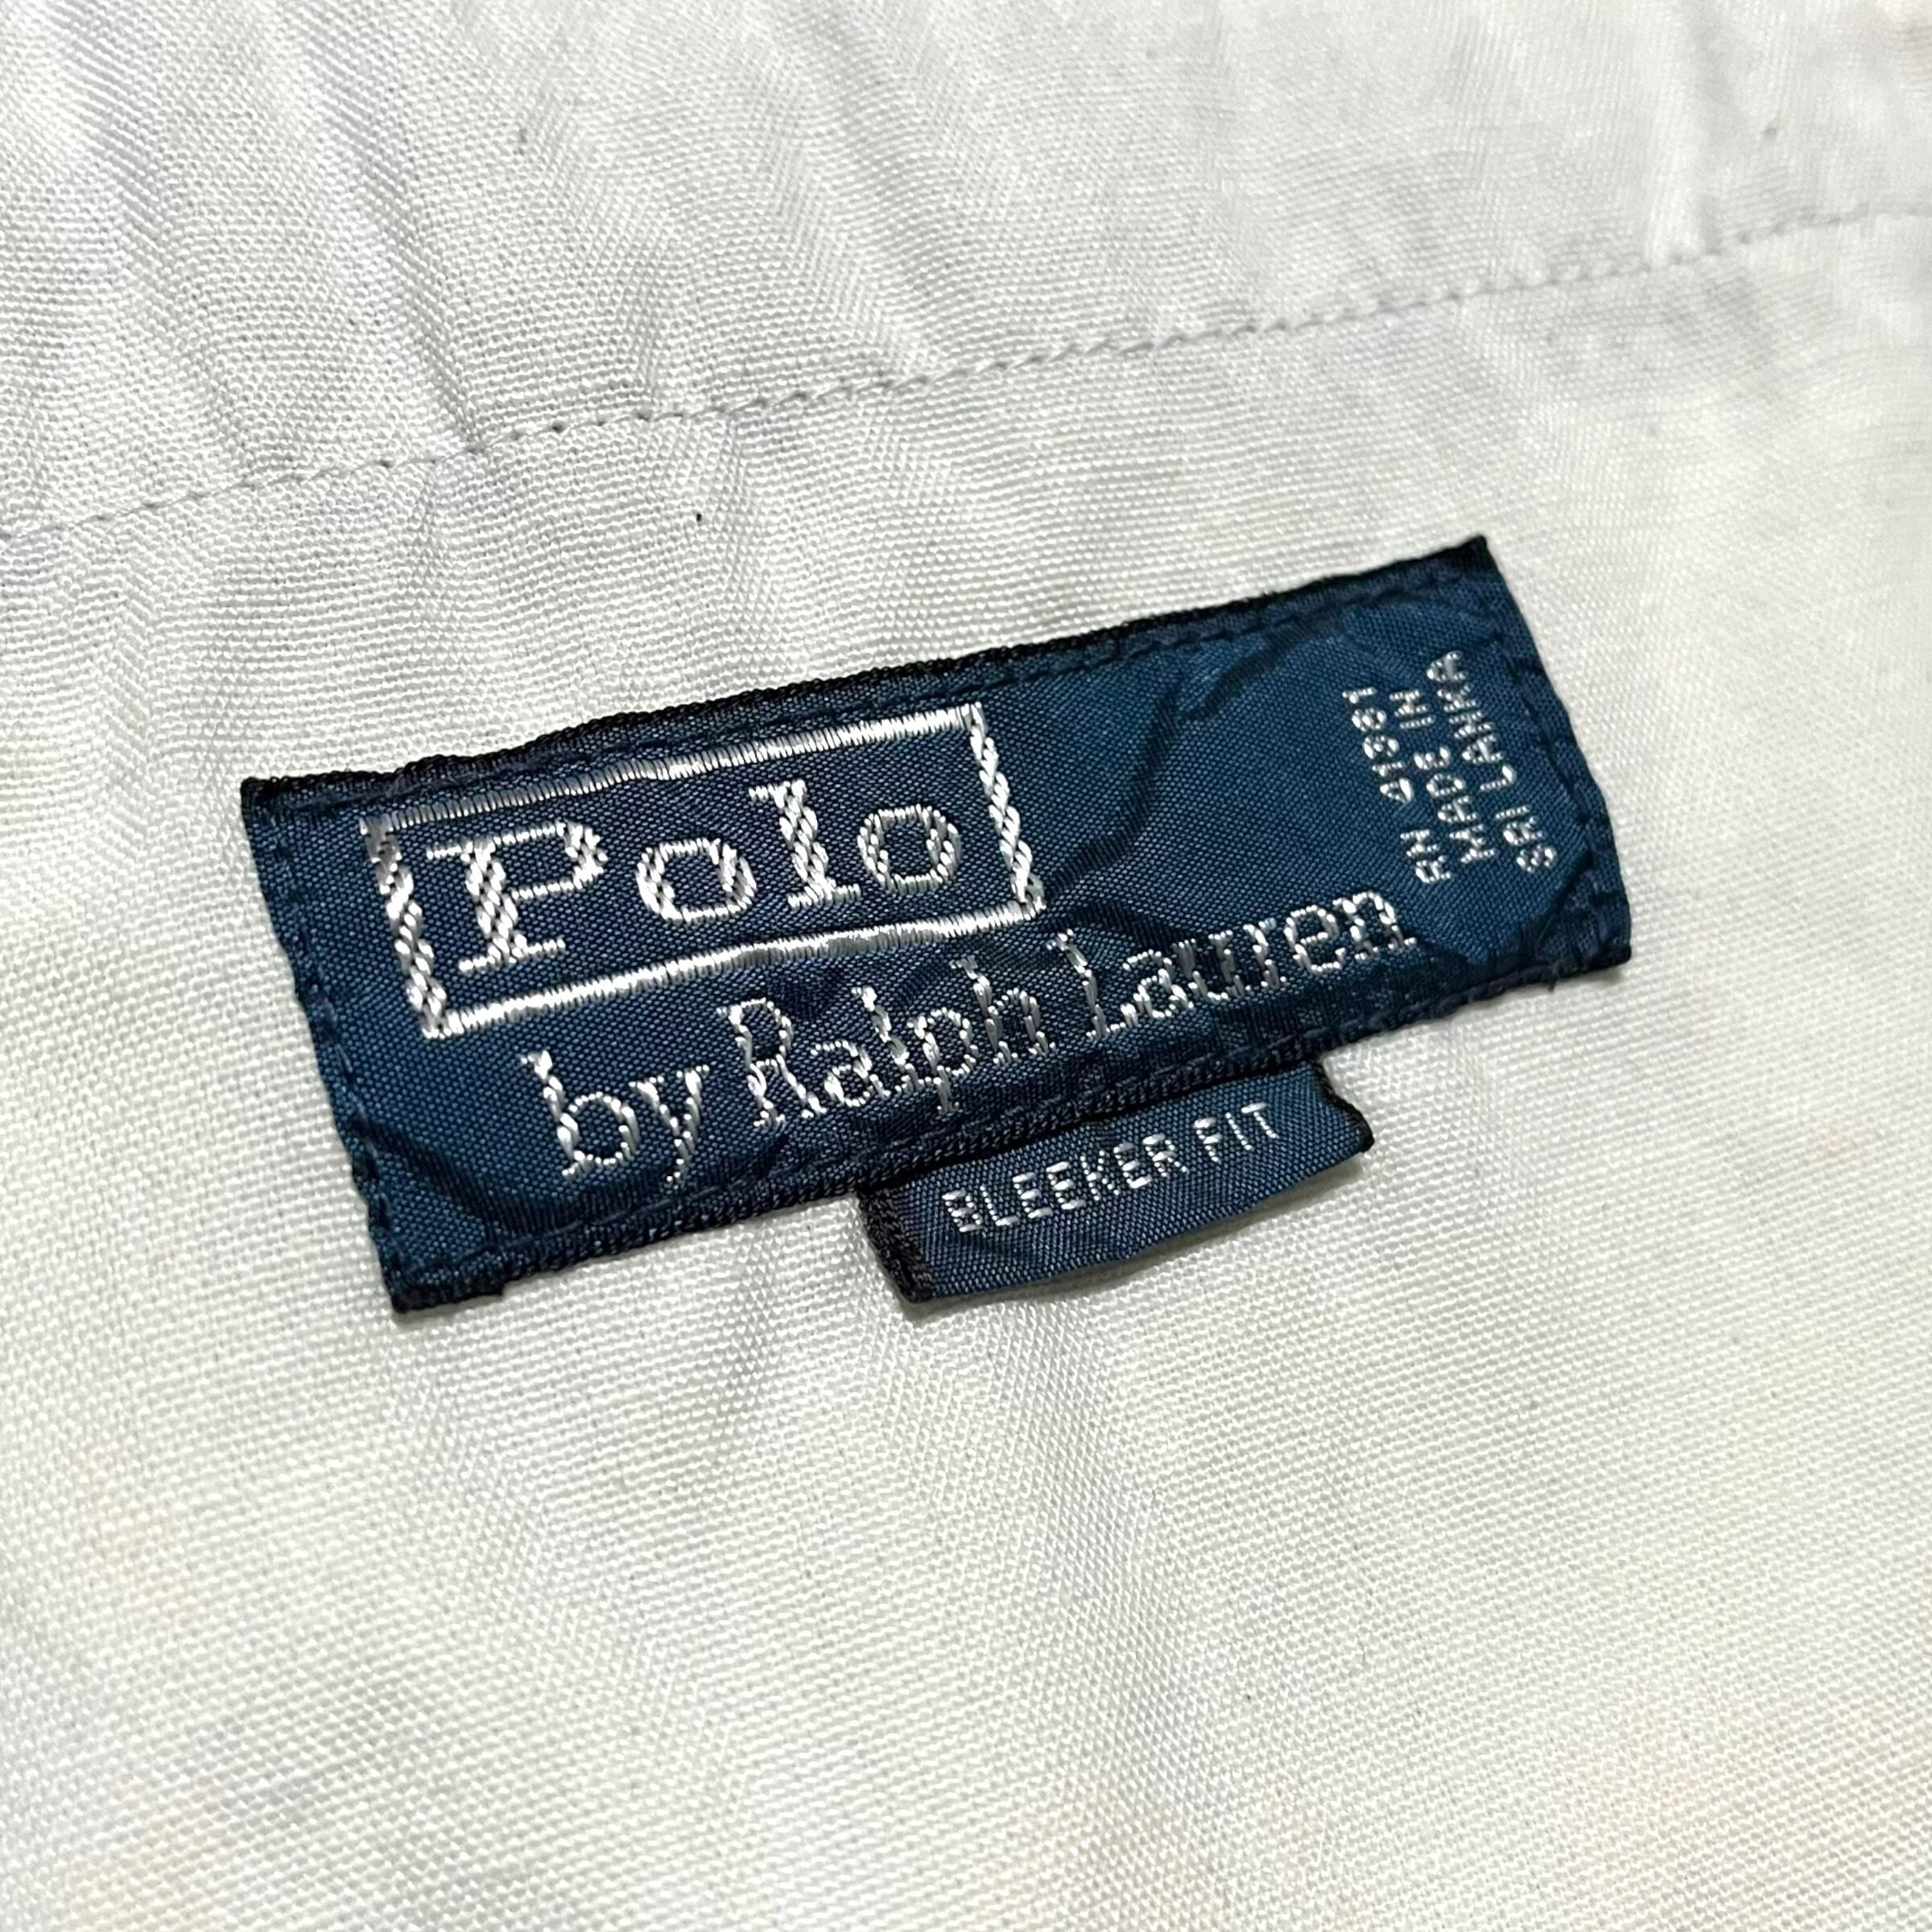 Polo
by Ralph Lauren
RN 41381
MADE IN
SRI LANKA
BLEEKER FIT